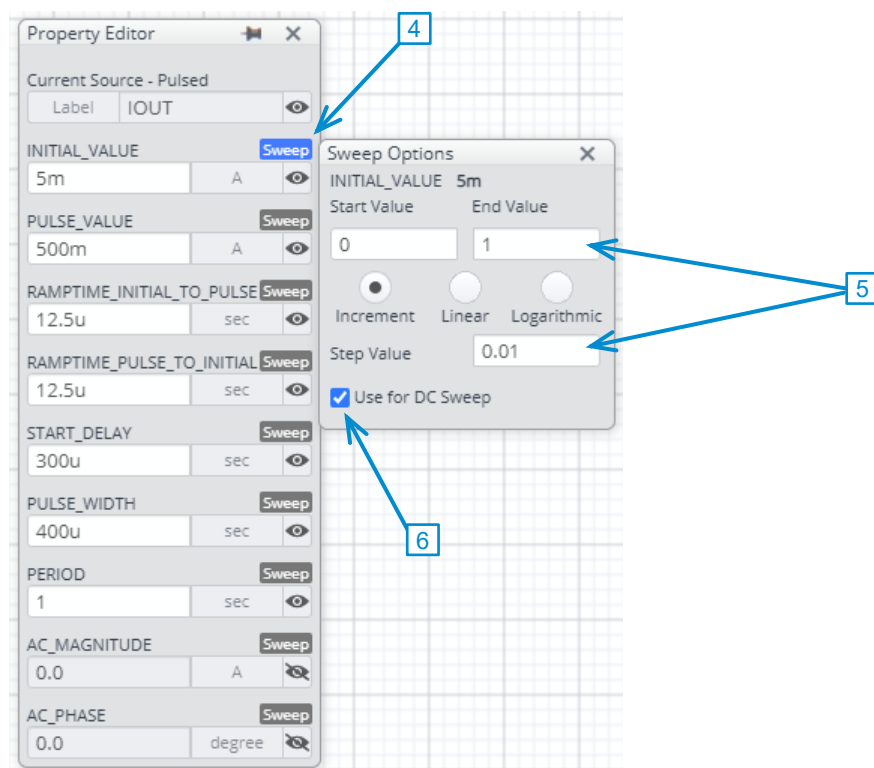 Property Editor
4
Current Source - Pulsed
Label IOUT
INITIAL_VALUE Sweep
5m A
PULSE_VALUE Sweep
500m A
RAMPTIME_INITIAL_TO_PULSE Sweep
12.5u sec
RAMPTIME_PULSE_TO_INITIAL Sweep
12.5u sec
START_DELAY Sweep
300u sec
PULSE_WIDTH Sweep
400u sec
PERIOD Sweep
1 sec
AC_MAGNITUDE Sweep
0.0 A
AC_PHASE Sweep
0.0 degree
Sweep Options
INITIAL_VALUE 5m
Start Value End Value
0 1
Increment Linear Logarithmic
Step Value 0.01
Use for DC Sweep
5
6